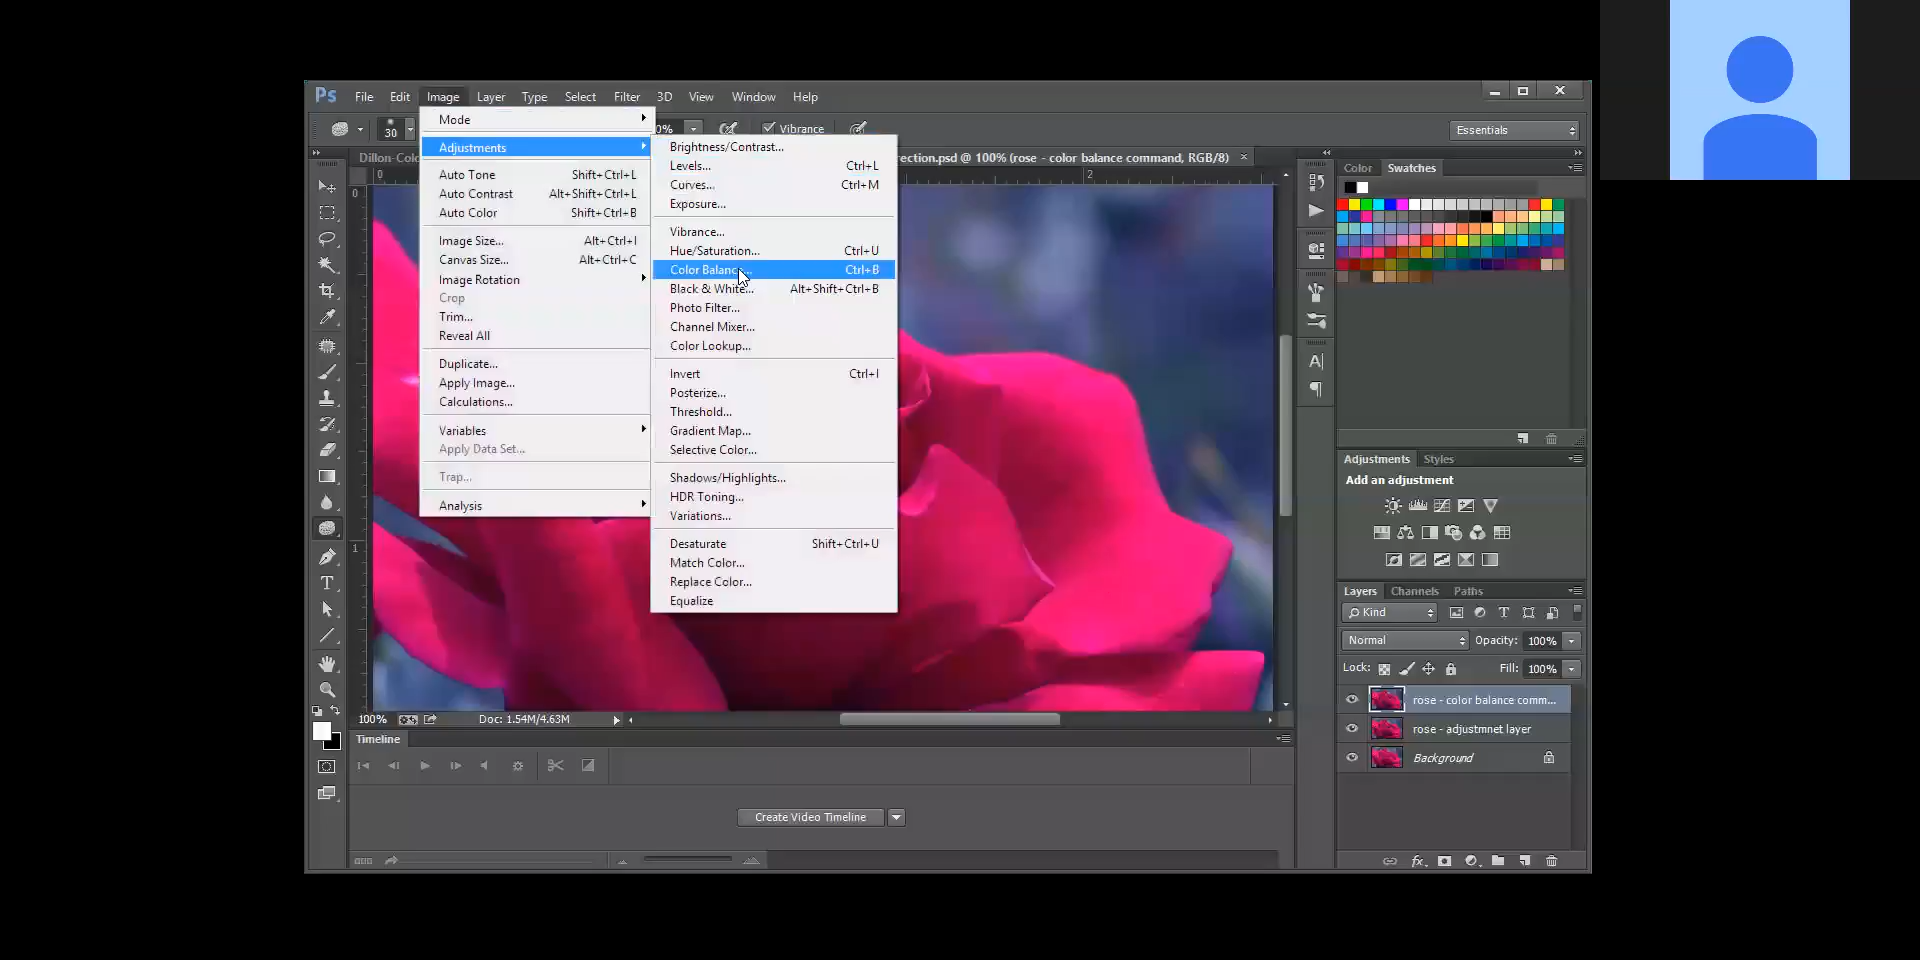 Ps File Edit Image Layer Type Select Filter 3D View Window Help
30 0% Vibrance Essentials
rection.psd @ 100% (rose - color balance command, RGB/8) ×
0 2
0
1
Mode
Adjustments
Auto Tone Shift+Ctrl+L
Auto Contrast Alt+Shift+Ctrl+L
Auto Color Shift+Ctrl+B
Image Size... Alt+Ctrl+I
Canvas Size... Alt+Ctrl+C
Image Rotation
Crop
Trim...
Reveal All
Duplicate...
Apply Image...
Calculations...
Variables
Apply Data Set...
Trap...
Analysis
Brightness/Contrast...
Levels... Ctrl+L
Curves... Ctrl+M
Exposure...
Vibrance...
Hue/Saturation... Ctrl+U
Color Balance... Ctrl+B
Black & White... Alt+Shift+Ctrl+B
Photo Filter...
Channel Mixer...
Color Lookup...
Invert Ctrl+I
Posterize...
Threshold...
Gradient Map...
Selective Color...
Shadows/Highlights...
HDR Toning...
Variations...
Desaturate Shift+Ctrl+U
Match Color...
Replace Color...
Equalize
Color Swatches
Adjustments Styles
Add an adjustment
Layers Channels Paths
Kind
Normal Opacity: 100%
Lock: Fill: 100%
rose - color balance comm...
rose - adjustmnet layer
Background
100% Doc: 1.54M/4.63M
Timeline
Create Video Timeline